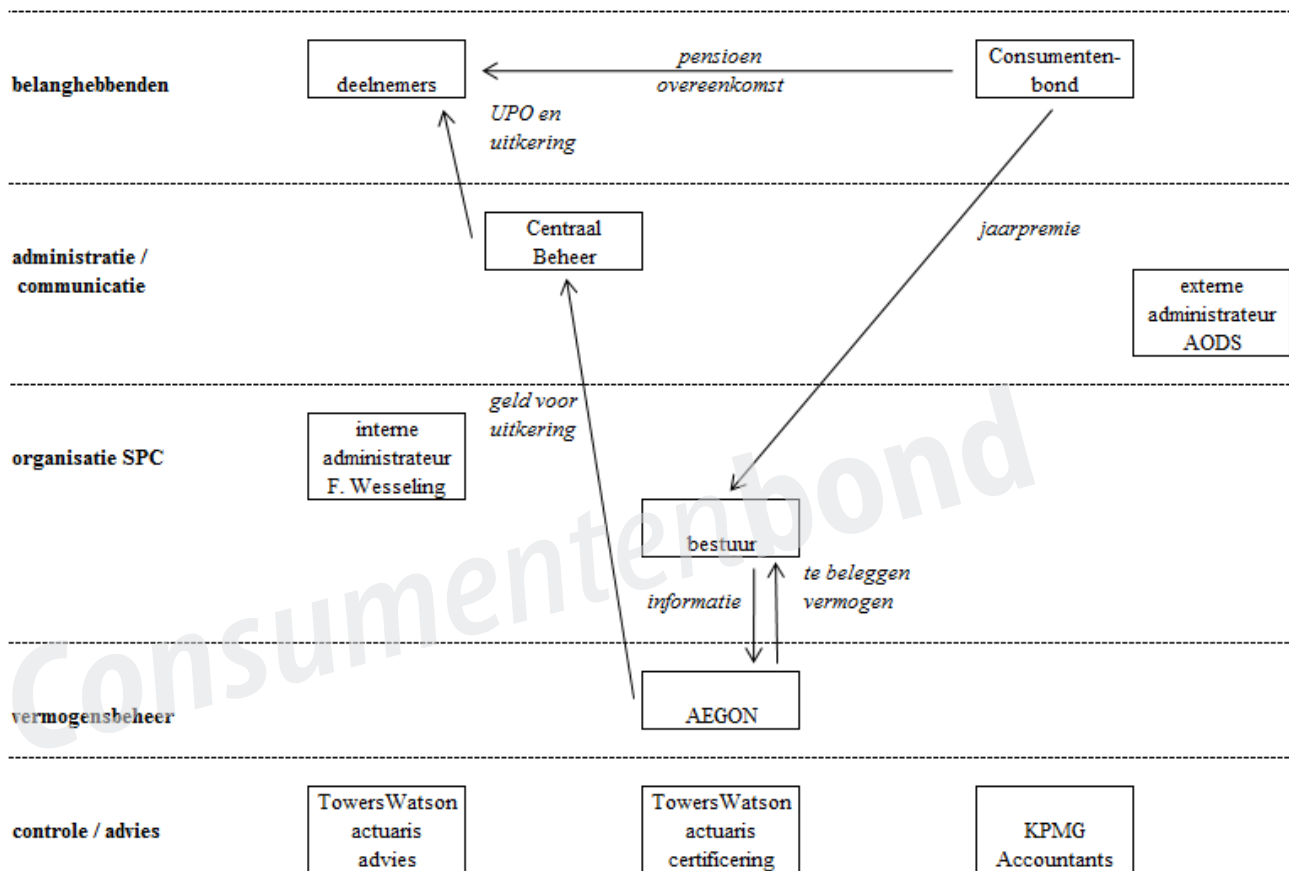 belanghebbenden
deelnemers
pensioen
overeenkomst
Consumenten-
bond
UPO en
uitkering
administratie /
communicatie
Centraal
Beheer
jaarpremie
externe
administrateur
AODS
organisatie SPC
interne
administrateur
F. Wesseling
geld voor
uitkering
bestuur
informatie
te beleggen
vermogen
Consumentenbond
vermogensbeheer
AEGON
controle / advies
TowersWatson
actuaris
advies
TowersWatson
actuaris
certificering
KPMG
Accountants